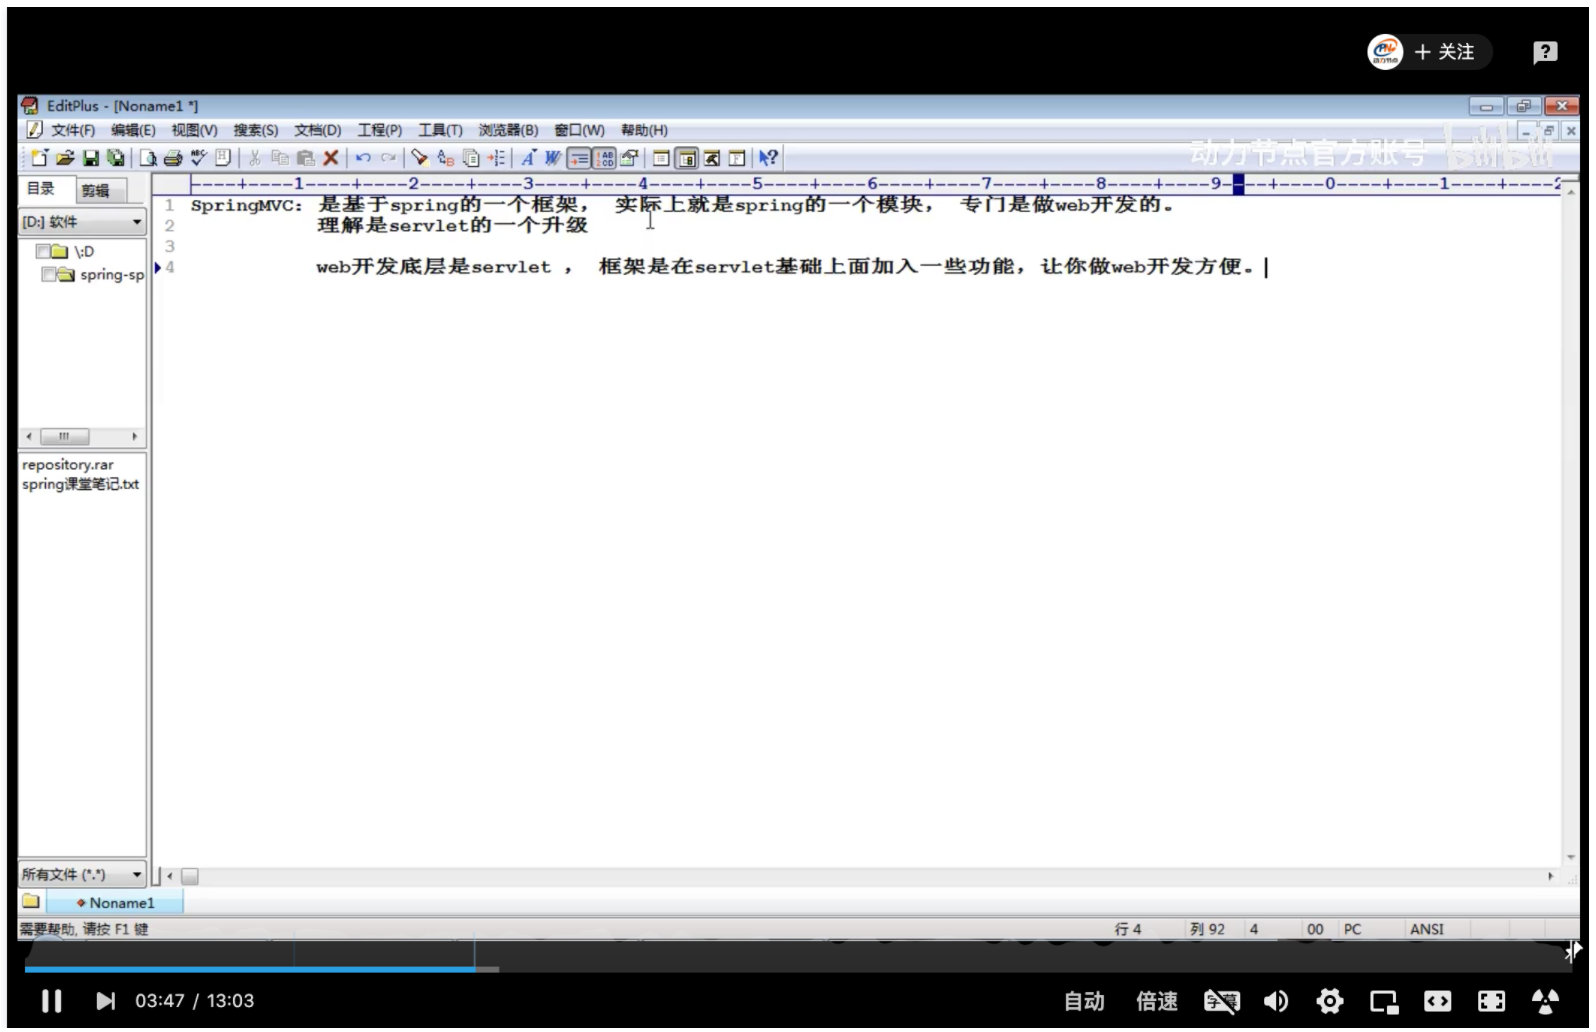 + 关注
EditPlus - [Noname1 *]
文件(F) 编辑(E) 视图(V) 搜索(S) 文档(D) 工程(P) 工具(T) 浏览器(B) 窗口(W) 帮助(H)
动力节点官方账号 bilibili
目录 剪辑
----+----1----+----2----+----3----+----4----+----5----+----6----+----7----+----8----+----9----+----0----+----1----+----2
[D:] 软件
\:D
spring-sp
1 SpringMVC: 是基于spring的一个框架， 实际上就是spring的一个模块， 专门是做web开发的。
2 理解是servlet的一个升级
3
4 web开发底层是servlet ， 框架是在servlet基础上面加入一些功能，让你做web开发方便。
repository.rar
spring课堂笔记.txt
所有文件 (*.*)
Noname1
需要帮助, 请按 F1 键 行 4 列 92 4 00 PC ANSI
03:47 / 13:03 自动 倍速 字幕